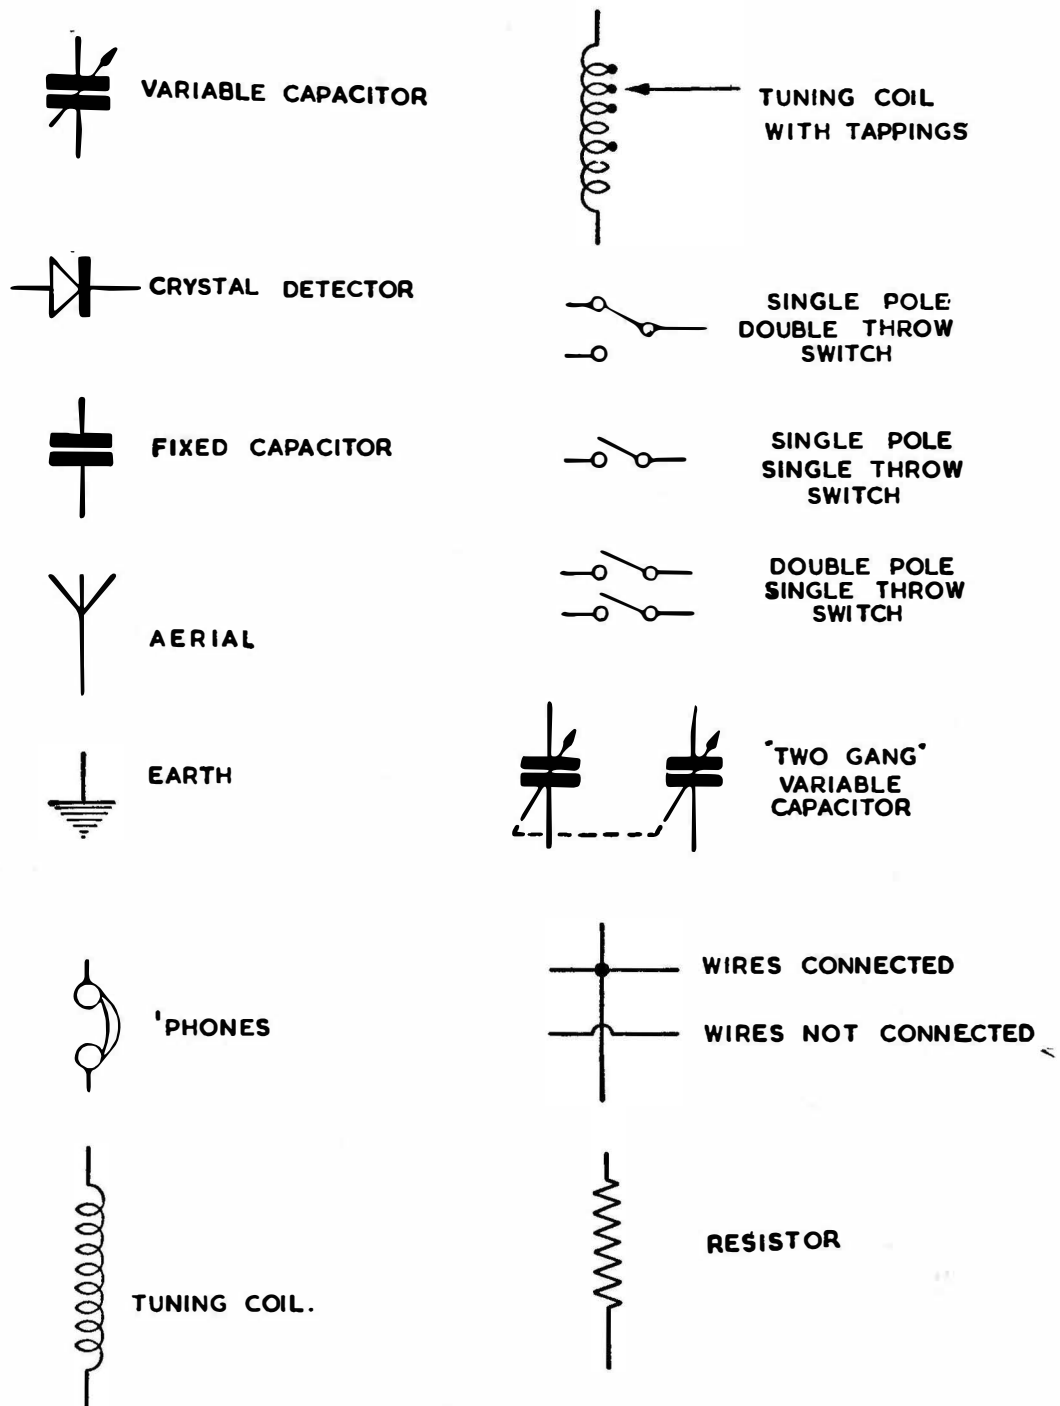 VARIABLE CAPACITOR
CRYSTAL DETECTOR
FIXED CAPACITOR
AERIAL
EARTH
'PHONES
TUNING COIL.
TUNING COIL
WITH TAPPINGS
SINGLE POLE
DOUBLE THROW
SWITCH
SINGLE POLE
SINGLE THROW
SWITCH
DOUBLE POLE
SINGLE THROW
SWITCH
"TWO GANG"
VARIABLE
CAPACITOR
WIRES CONNECTED
WIRES NOT CONNECTED
RESISTOR